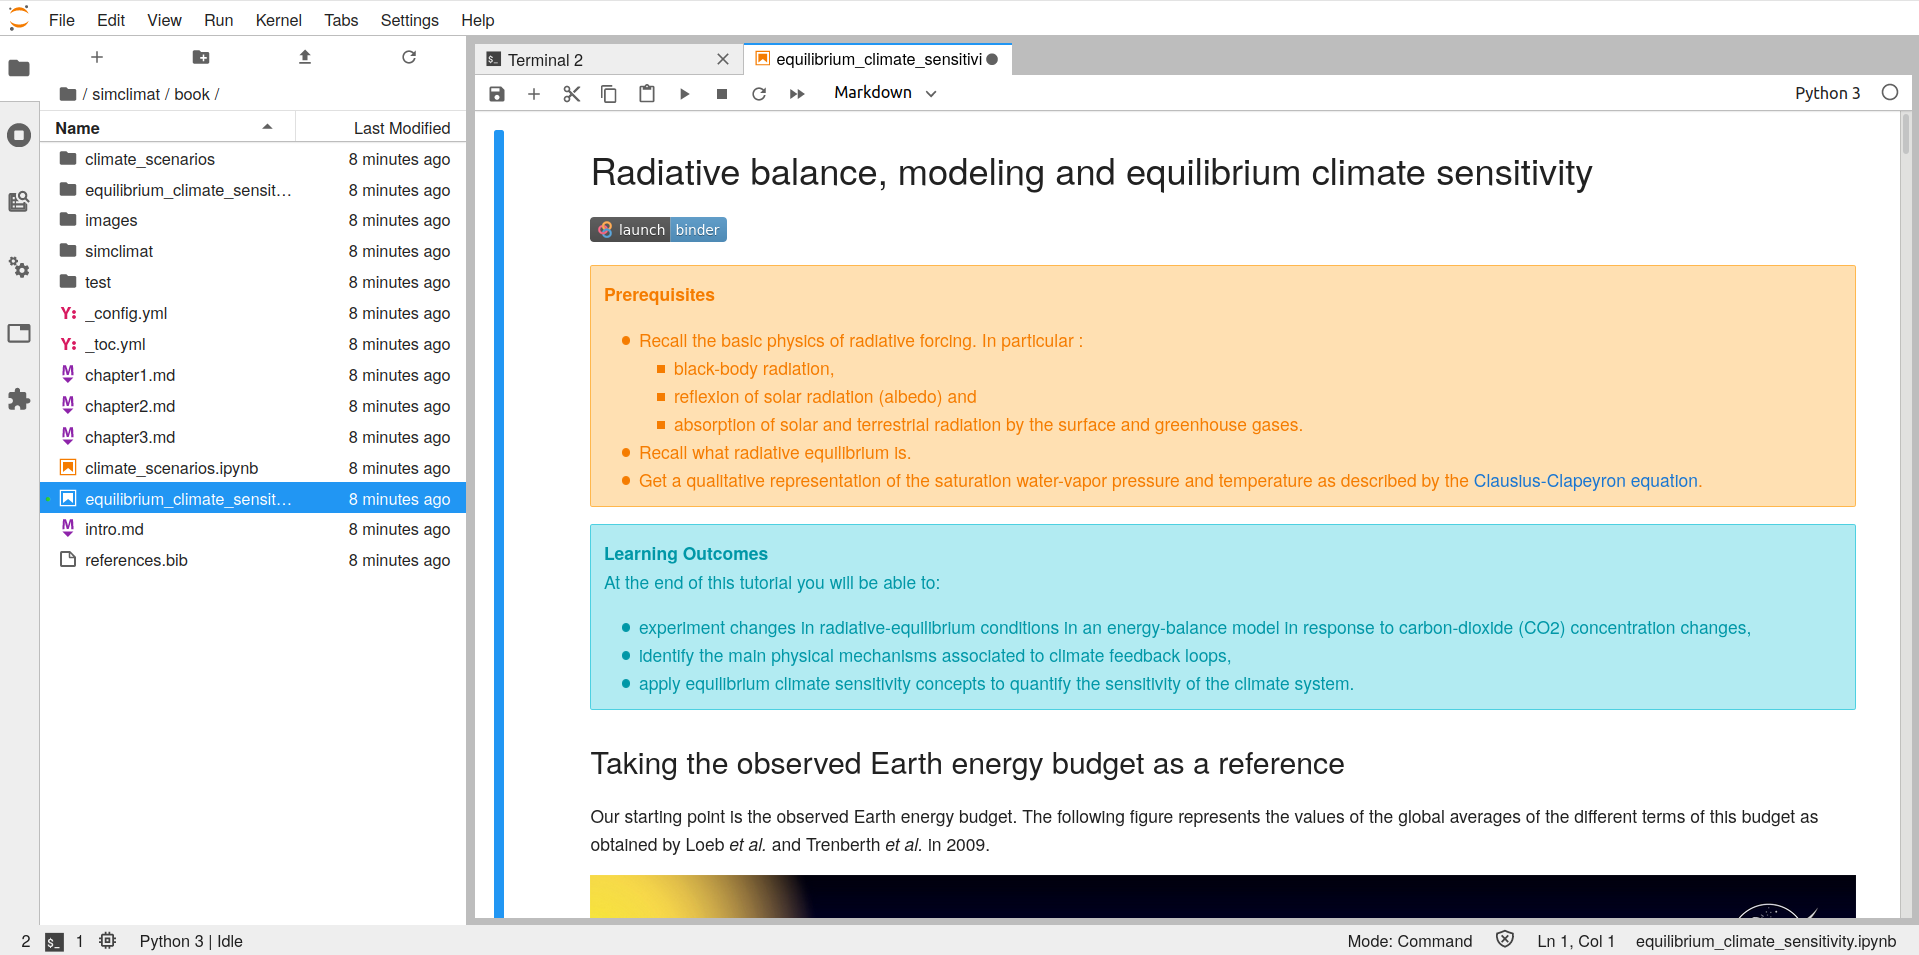 File Edit View Run Kernel Tabs Settings Help
/ simclimat / book /
Name Last Modified
climate_scenarios 8 minutes ago
equilibrium_climate_sensit... 8 minutes ago
images 8 minutes ago
simclimat 8 minutes ago
test 8 minutes ago
Y: _config.yml 8 minutes ago
Y: _toc.yml 8 minutes ago
M chapter1.md 8 minutes ago
M chapter2.md 8 minutes ago
M chapter3.md 8 minutes ago
climate_scenarios.ipynb 8 minutes ago
equilibrium_climate_sensit... 8 minutes ago
M intro.md 8 minutes ago
references.bib 8 minutes ago
$_ Terminal 2
equilibrium_climate_sensitivi
Markdown
Python 3
Radiative balance, modeling and equilibrium climate sensitivity
launch binder
Prerequisites
Recall the basic physics of radiative forcing. In particular :
black-body radiation,
reflexion of solar radiation (albedo) and
absorption of solar and terrestrial radiation by the surface and greenhouse gases.
Recall what radiative equilibrium is.
Get a qualitative representation of the saturation water-vapor pressure and temperature as described by the Clausius-Clapeyron equation.
Learning Outcomes
At the end of this tutorial you will be able to:
experiment changes in radiative-equilibrium conditions in an energy-balance model in response to carbon-dioxide (CO2) concentration changes,
identify the main physical mechanisms associated to climate feedback loops,
apply equilibrium climate sensitivity concepts to quantify the sensitivity of the climate system.
Taking the observed Earth energy budget as a reference
Our starting point is the observed Earth energy budget. The following figure represents the values of the global averages of the different terms of this budget as
obtained by Loeb et al. and Trenberth et al. in 2009.
2 $_ 1 Python 3 | Idle
Mode: Command Ln 1, Col 1 equilibrium_climate_sensitivity.ipynb